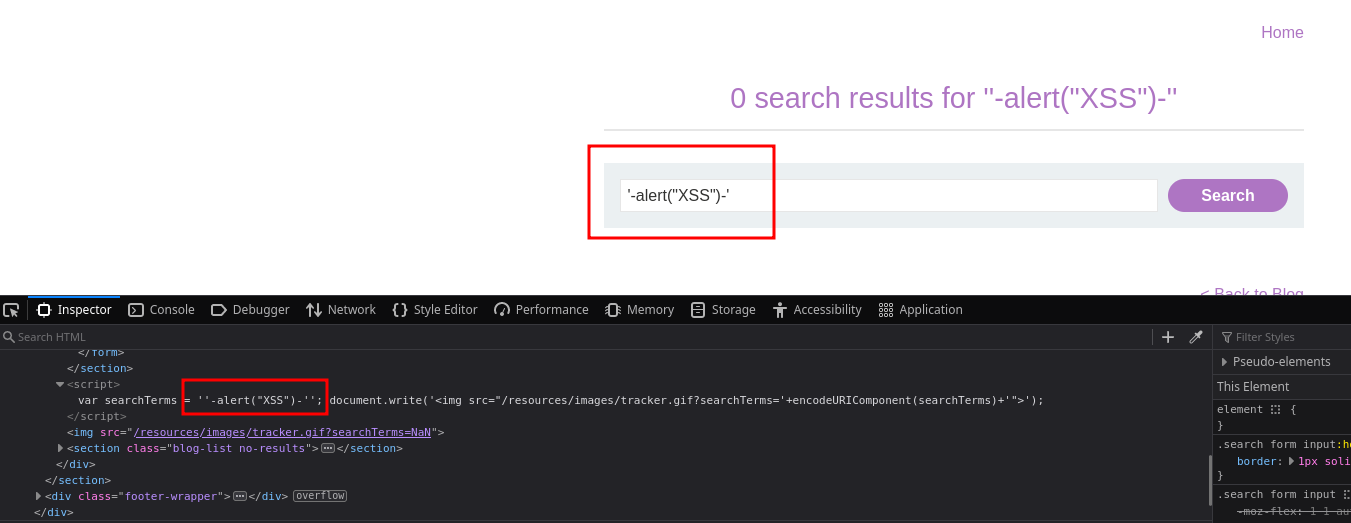 Home
0 search results for "-alert("XSS")-"
'-alert("XSS")-'
Search
< Back to Blog
Inspector Console Debugger Network Style Editor Performance Memory Storage Accessibility Application
Search HTML
Filter Styles
</form>
</section>
<script>
var searchTerms = ''-alert("XSS")-''; document.write('<img src="/resources/images/tracker.gif?searchTerms='+encodeURIComponent(searchTerms)+'">');
</script>
<img src="/resources/images/tracker.gif?searchTerms=NaN">
<section class="blog-list no-results"></section>
</div>
</section>
<div class="footer-wrapper"></div> overflow
</div>
Pseudo-elements
This Element
element {
}
.search form input:ho
border: 1px soli
}
.search form input
-moz-flex: 1 1 au